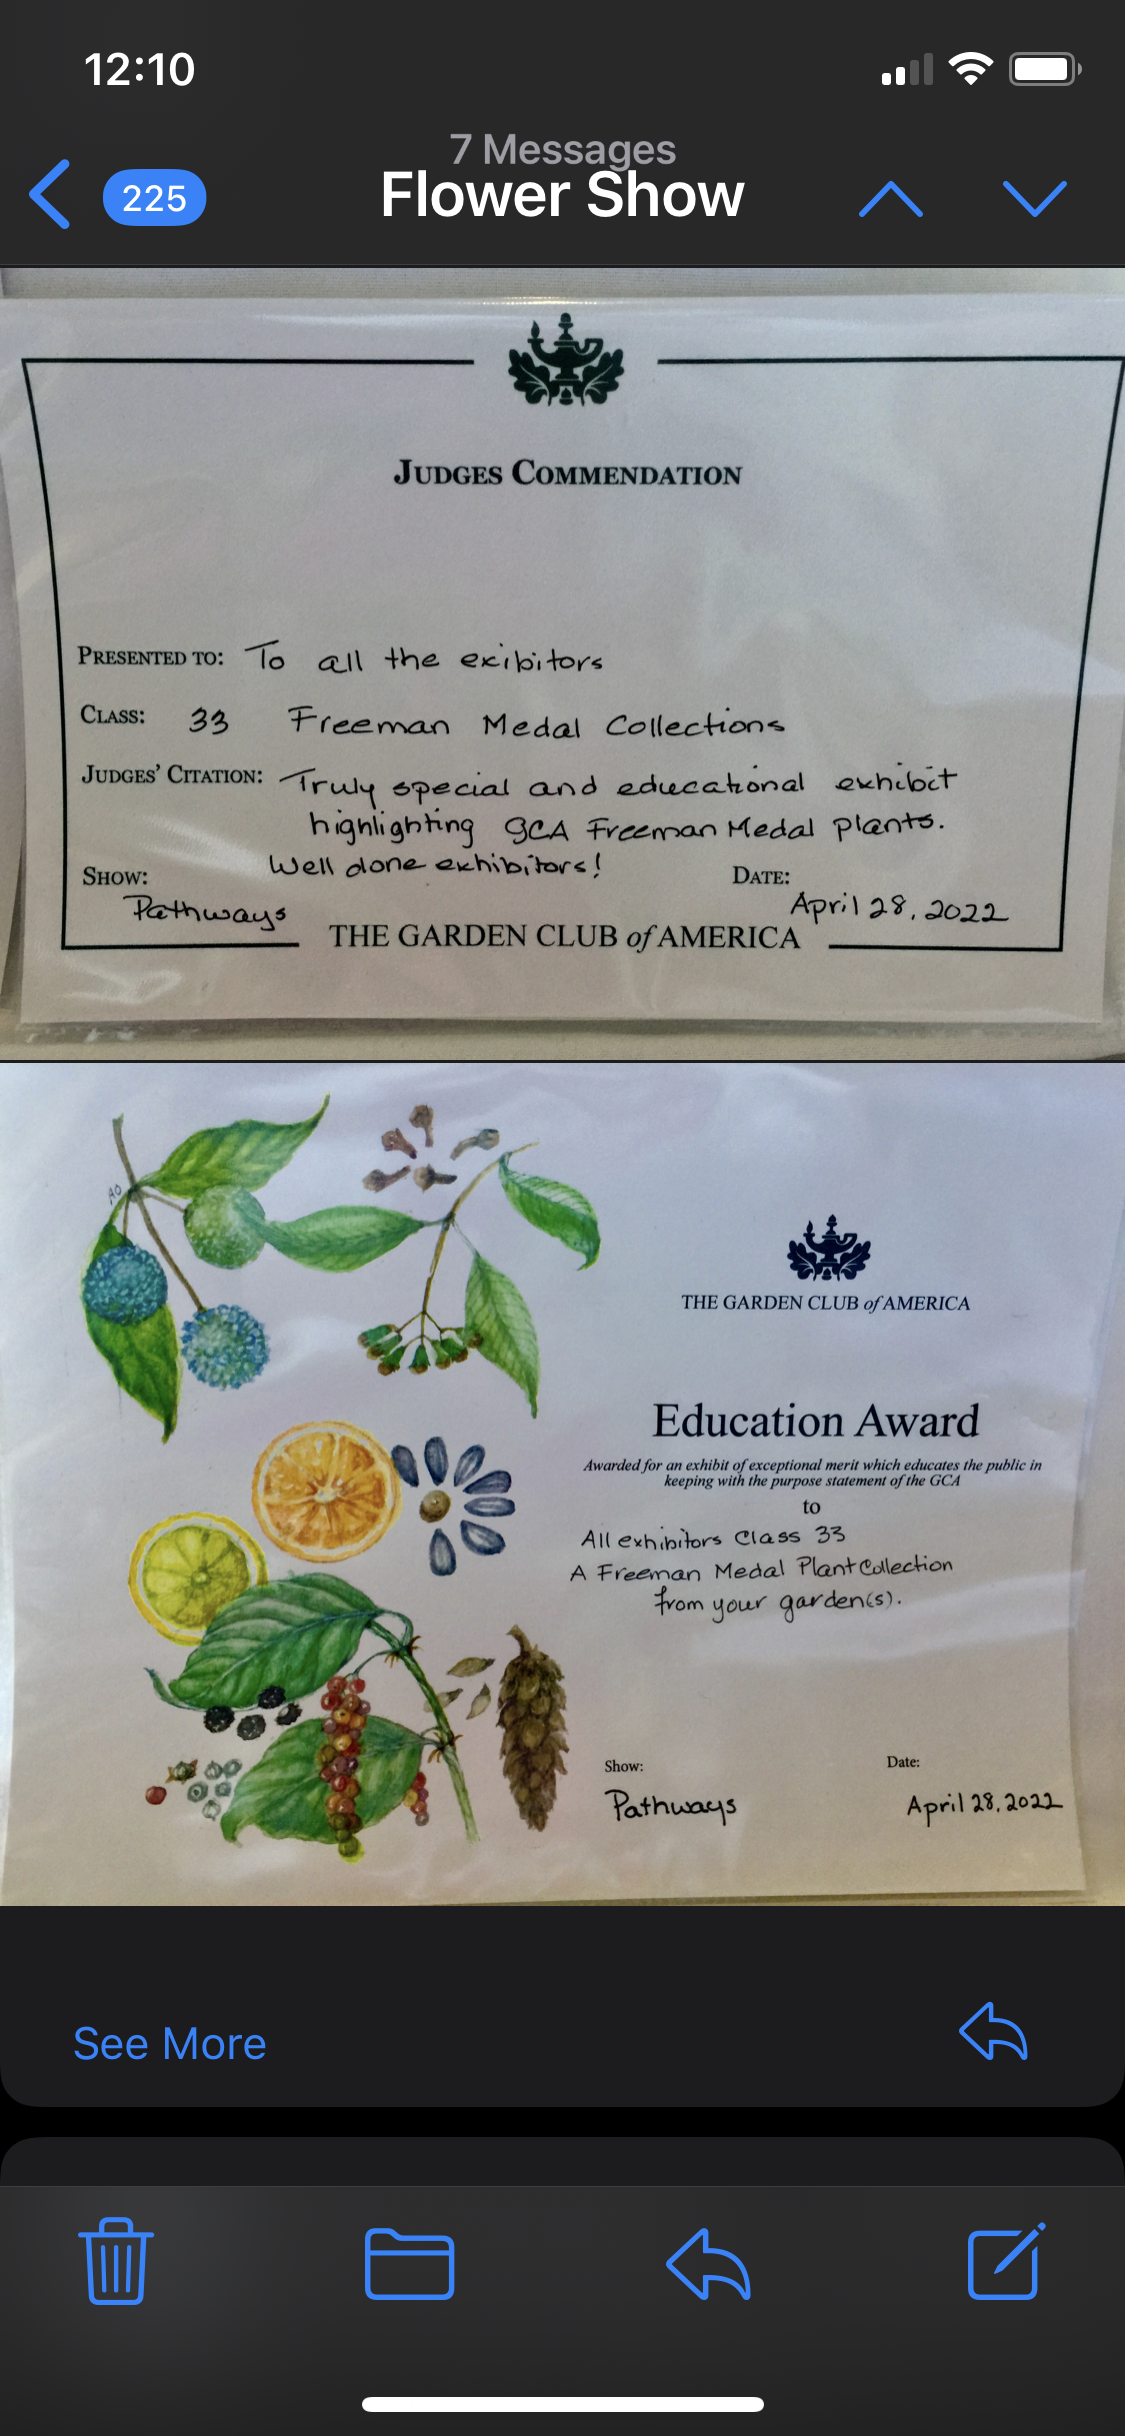 12:10
7 Messages
225
Flower Show
JUDGES COMMENDATION
PRESENTED TO: To all the exibitors
CLASS: 33 Freeman Medal Collections
JUDGES' CITATION: Truly special and educational exhibit
highlighting GCA Freeman Medal plants.
Well done exhibitors!
SHOW: DATE:
Pathways April 28, 2022
THE GARDEN CLUB of AMERICA
AO
THE GARDEN CLUB of AMERICA
Education Award
Awarded for an exhibit of exceptional merit which educates the public in
keeping with the purpose statement of the GCA
to
All exhibitors Class 33
A Freeman Medal Plant Collection
from your garden(s).
Show: Date:
Pathways April 28, 2022
See More